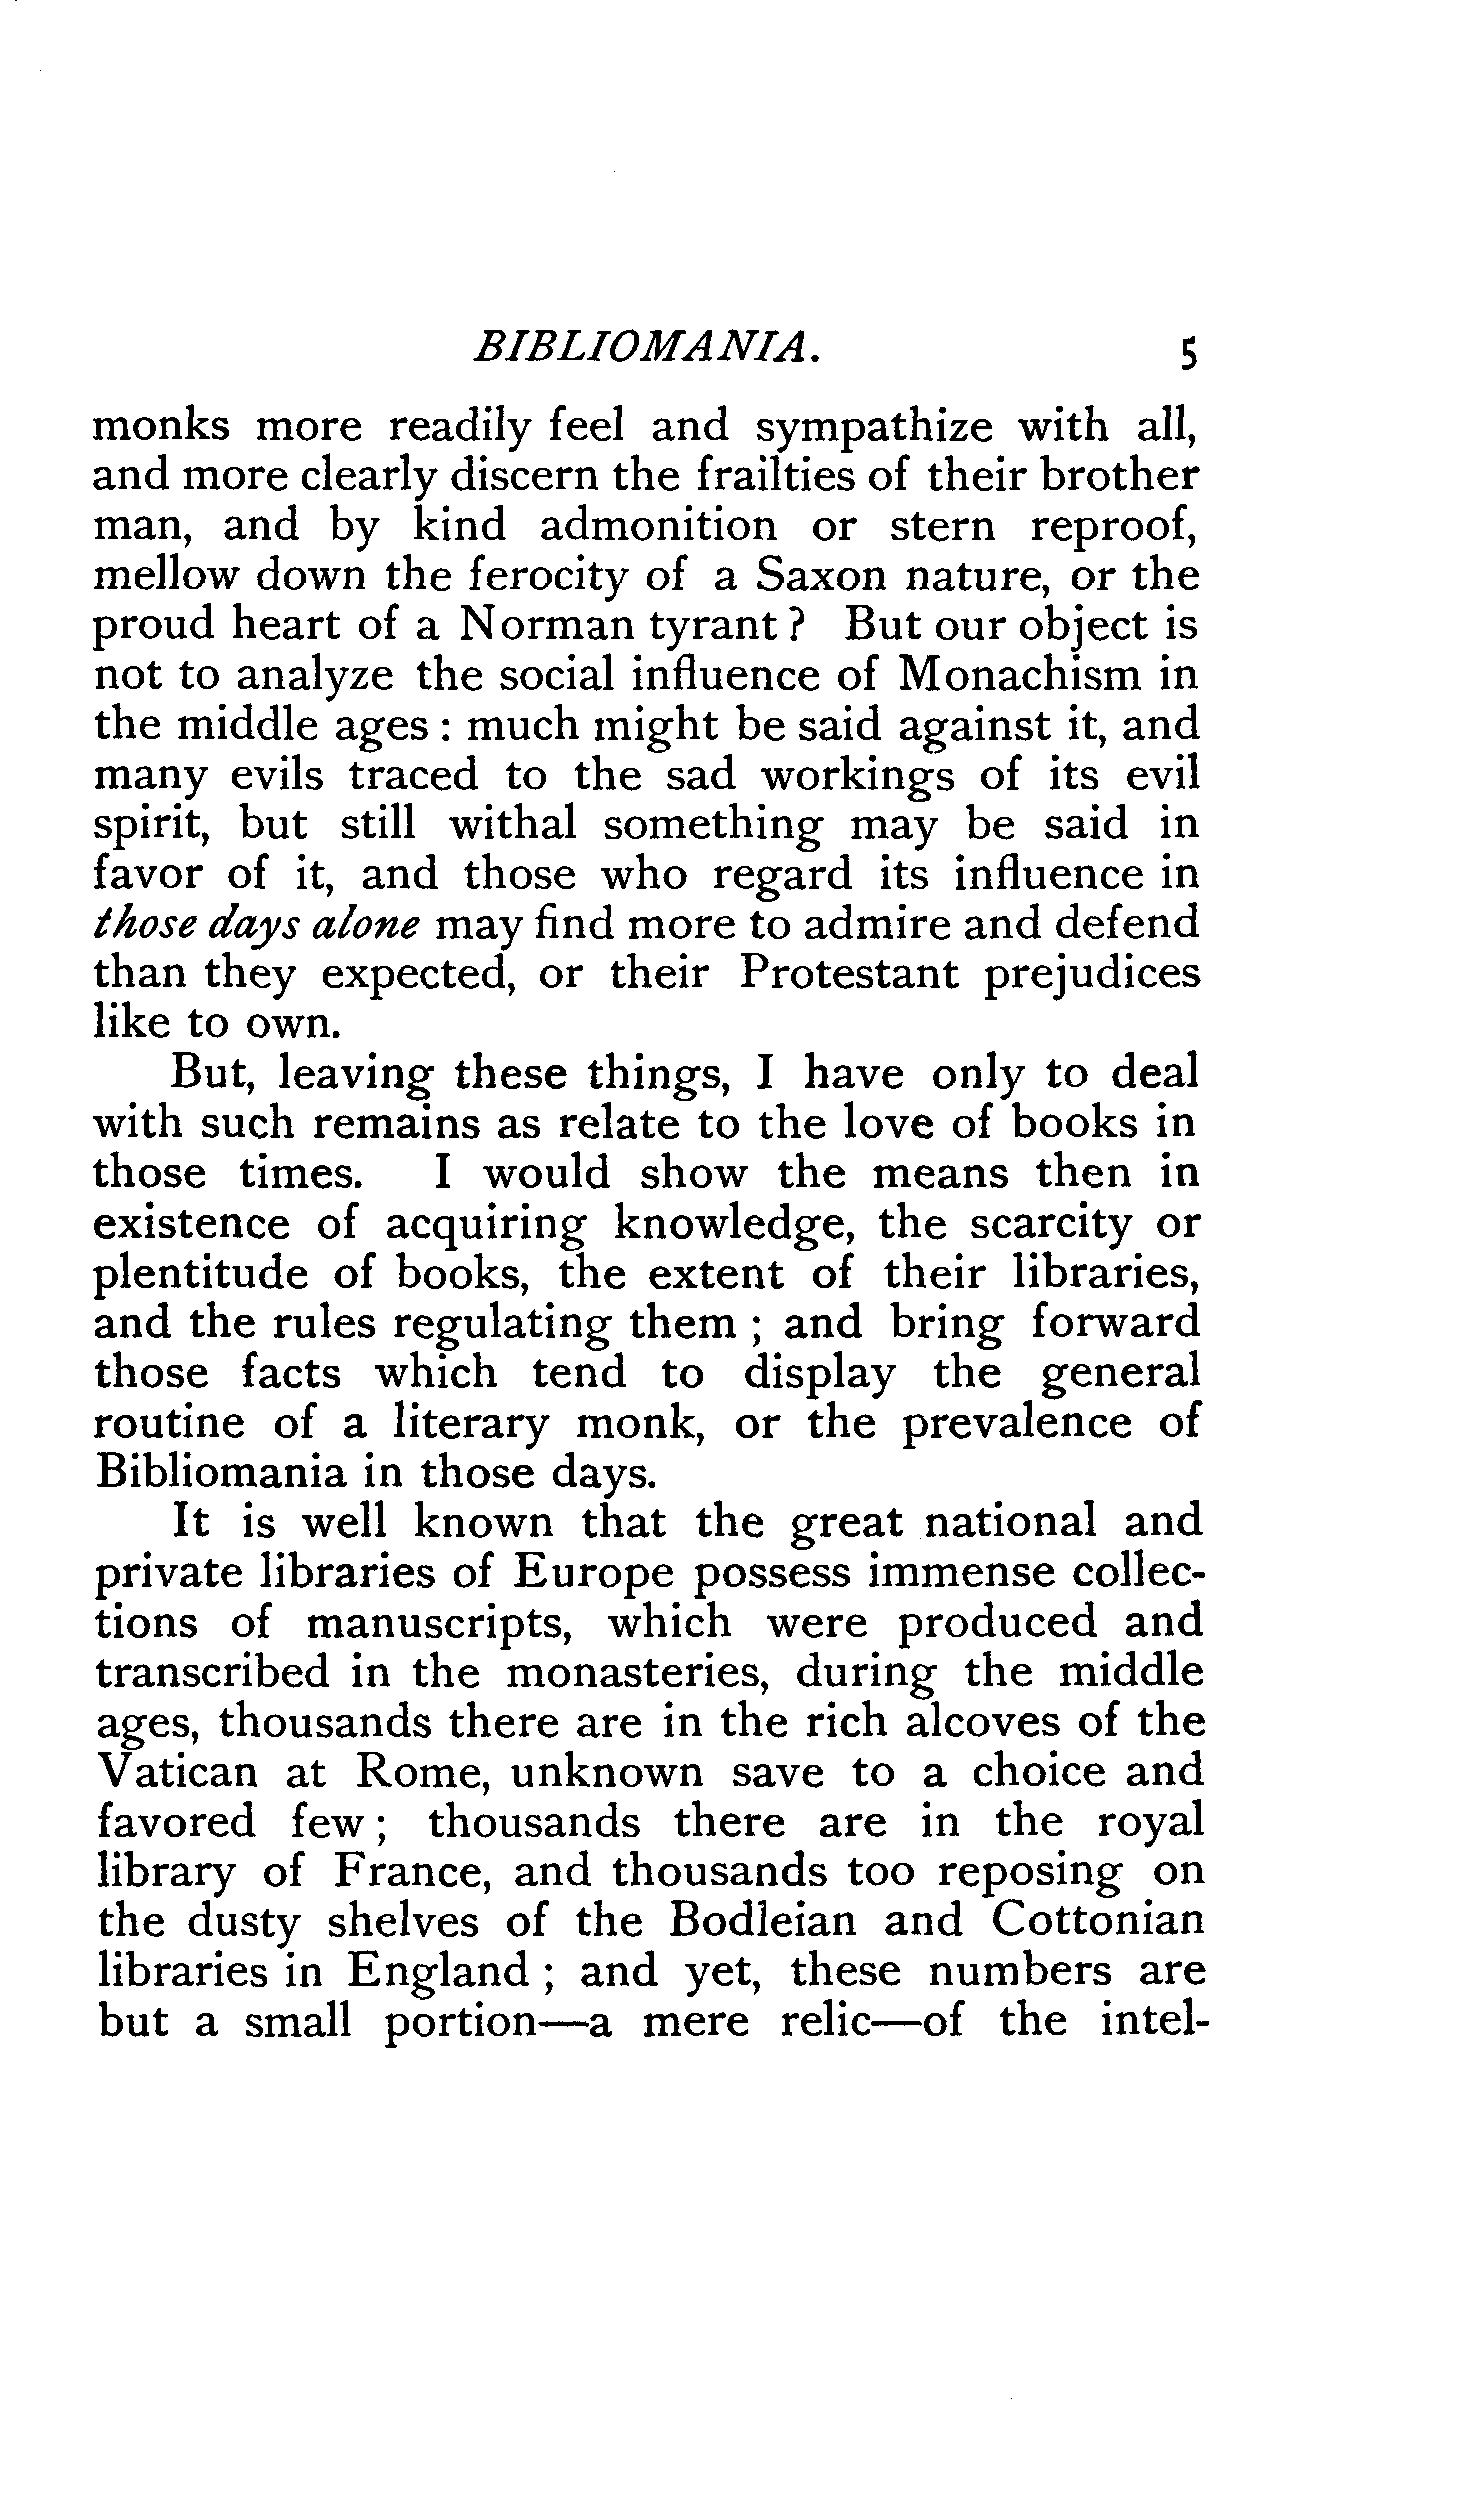 BIBLIOMANIA. 5
monks more readily feel and sympathize with all,
and more clearly discern the frailties of their brother
man, and by kind admonition or stern reproof,
mellow down the ferocity of a Saxon nature, or the
proud heart of a Norman tyrant ? But our object is
not to analyze the social influence of Monachism in
the middle ages : much might be said against it, and
many evils traced to the sad workings of its evil
spirit, but still withal something may be said in
favor of it, and those who regard its influence in
those days alone may find more to admire and defend
than they expected, or their Protestant prejudices
like to own.
But, leaving these things, I have only to deal
with such remains as relate to the love of books in
those times. I would show the means then in
existence of acquiring knowledge, the scarcity or
plentitude of books, the extent of their libraries,
and the rules regulating them ; and bring forward
those facts which tend to display the general
routine of a literary monk, or the prevalence of
Bibliomania in those days.
It is well known that the great national and
private libraries of Europe possess immense collec-
tions of manuscripts, which were produced and
transcribed in the monasteries, during the middle
ages, thousands there are in the rich alcoves of the
Vatican at Rome, unknown save to a choice and
favored few ; thousands there are in the royal
library of France, and thousands too reposing on
the dusty shelves of the Bodleian and Cottonian
libraries in England ; and yet, these numbers are
but a small portion—a mere relic—of the intel-